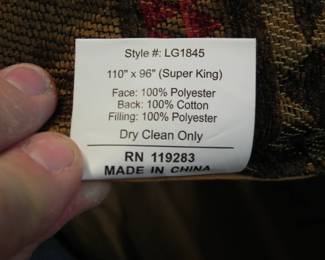 Style #: LG1845
110" x 96" (Super King)
Face: 100% Polyester
Back: 100% Cotton
Filling: 100% Polyester
Dry Clean Only
RN 119283
MADE IN CHINA